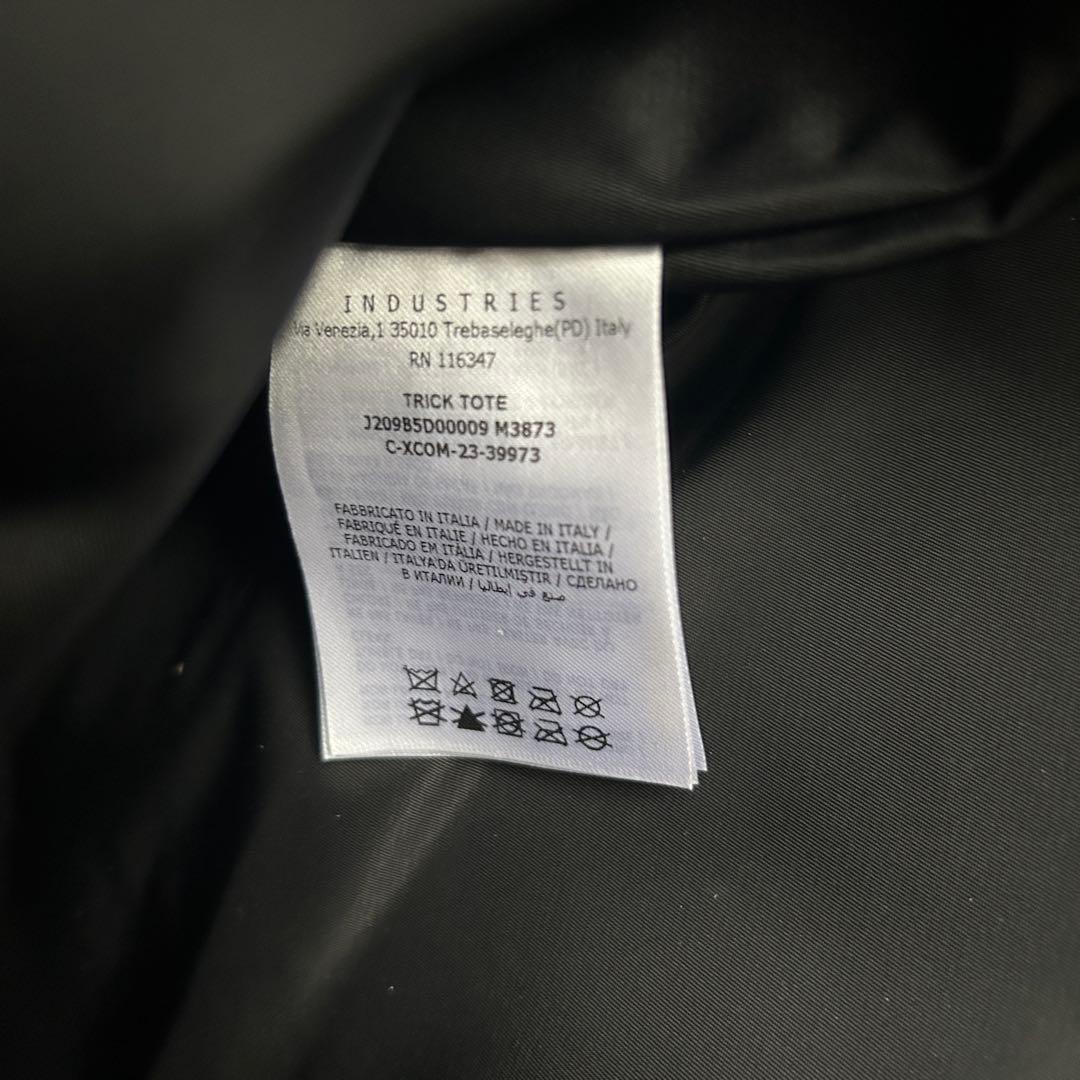 INDUSTRIES
Via Venezia,1 35010 Trebaseleghe(PD) Italy
RN 116347
TRICK TOTE
J209B5D00009 M3873
C-XCOM-23-39973
FABBRICATO IN ITALIA / MADE IN ITALY /
FABRIQUÉ EN ITALIE / HECHO EN ITALIA /
FABRICADO EM ITÁLIA / HERGESTELLT IN
ITALIEN / ITALYA'DA ÜRETILMIŞTIR / СДЕЛАНО
В ИТАЛИИ / صنع في إيطاليا